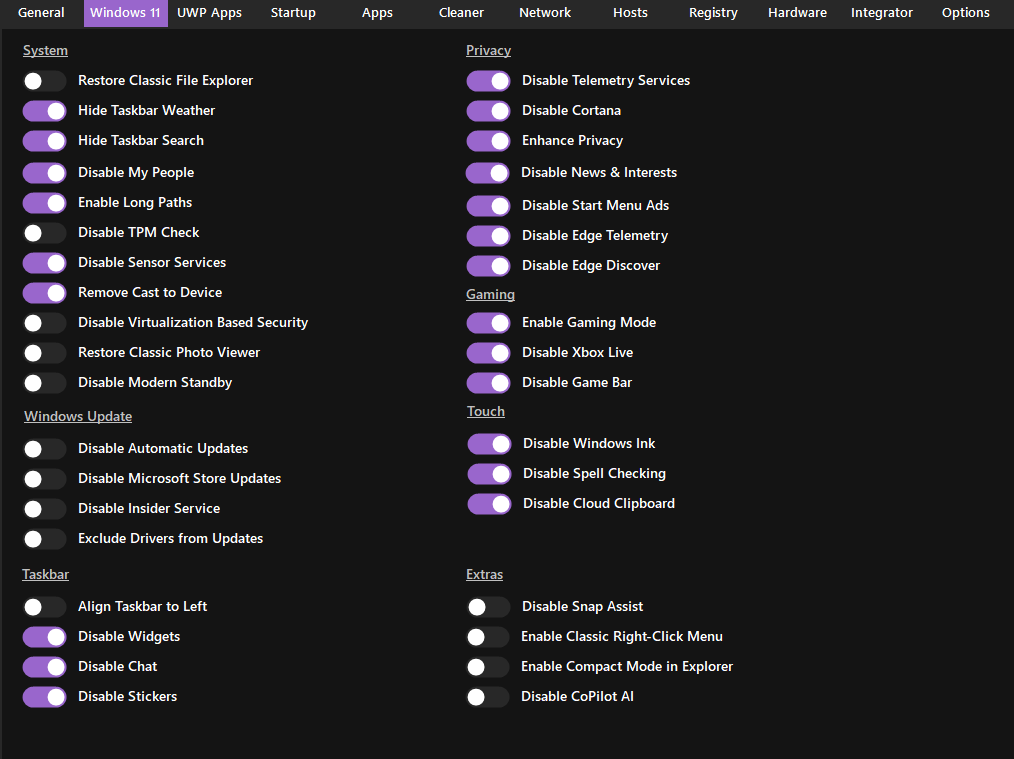 General Windows 11 UWP Apps Startup Apps Cleaner Network Hosts Registry Hardware Integrator Options
System
Restore Classic File Explorer
Hide Taskbar Weather
Hide Taskbar Search
Disable My People
Enable Long Paths
Disable TPM Check
Disable Sensor Services
Remove Cast to Device
Disable Virtualization Based Security
Restore Classic Photo Viewer
Disable Modern Standby
Windows Update
Disable Automatic Updates
Disable Microsoft Store Updates
Disable Insider Service
Exclude Drivers from Updates
Taskbar
Align Taskbar to Left
Disable Widgets
Disable Chat
Disable Stickers
Privacy
Disable Telemetry Services
Disable Cortana
Enhance Privacy
Disable News & Interests
Disable Start Menu Ads
Disable Edge Telemetry
Disable Edge Discover
Gaming
Enable Gaming Mode
Disable Xbox Live
Disable Game Bar
Touch
Disable Windows Ink
Disable Spell Checking
Disable Cloud Clipboard
Extras
Disable Snap Assist
Enable Classic Right-Click Menu
Enable Compact Mode in Explorer
Disable CoPilot AI